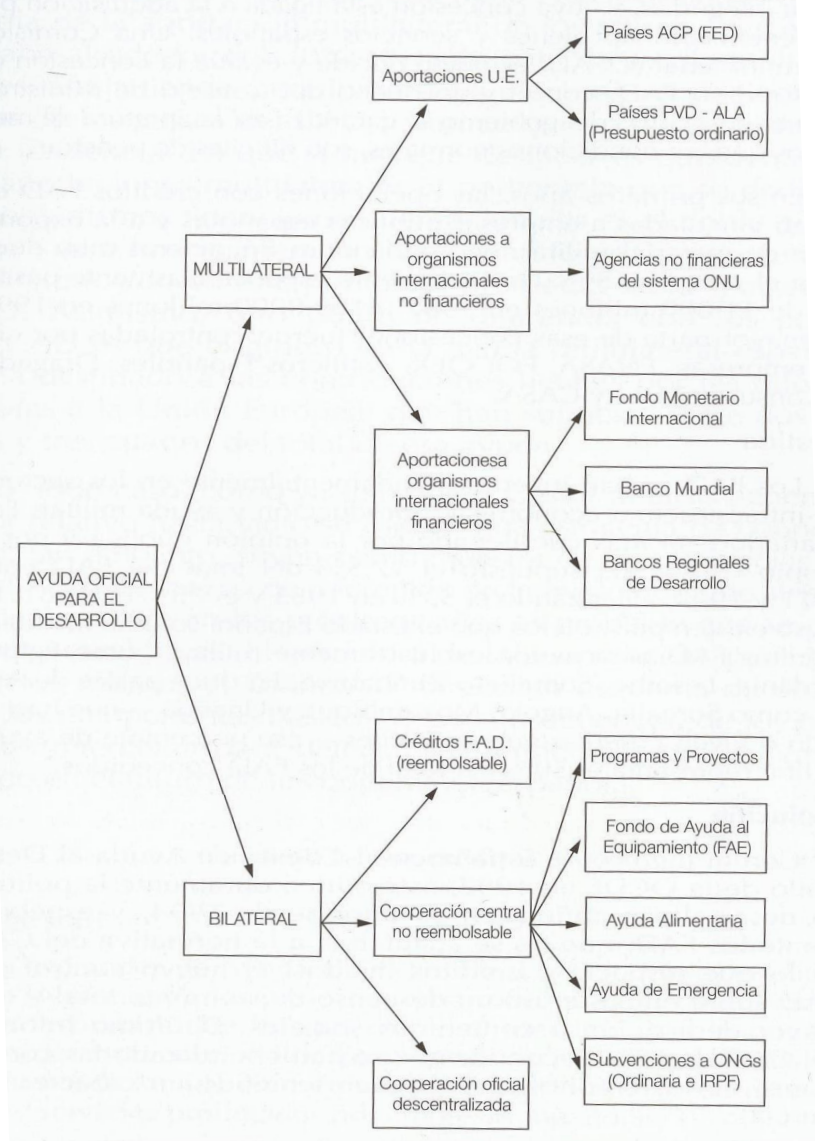 Países ACP (FED)
Aportaciones U.E.
Países PVD - ALA
(Presupuesto ordinario)
MULTILATERAL
Aportaciones a
organismos
internacionales
no financieros
Agencias no financieras
del sistema ONU
Fondo Monetario
Internacional
Aportacionesa
organismos
internacionales
financieros
Banco Mundial
Bancos Regionales
de Desarrollo
AYUDA OFICIAL
PARA EL
DESARROLLO
Créditos F.A.D.
(reembolsable)
Programas y Proyectos
Fondo de Ayuda al
Equipamiento (FAE)
BILATERAL
Cooperación central
no reembolsable
Ayuda Alimentaria
Ayuda de Emergencia
Subvenciones a ONGs
(Ordinaria e IRPF)
Cooperación oficial
descentralizada